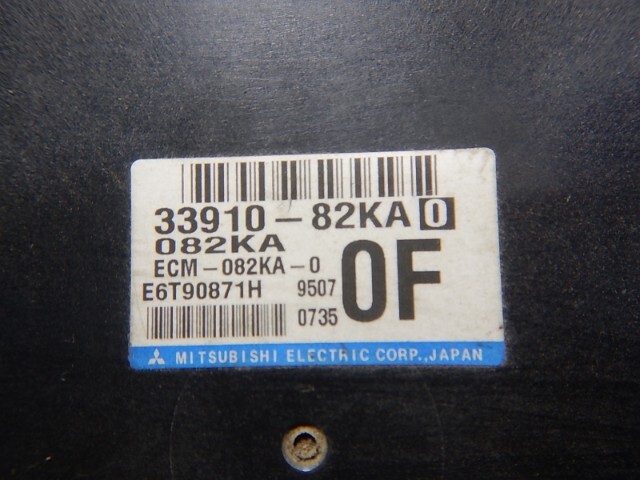 33910-82KA 0
082KA
ECM-082KA-0
E6T90871H 9507
0735
0F
MITSUBISHI ELECTRIC CORP., JAPAN